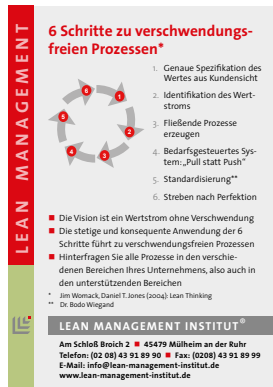 LEAN MANAGEMENT
6 Schritte zu verschwendungs-
freien Prozessen*
1
2
3
4
5
6
1. Genaue Spezifikation des
Wertes aus Kundensicht
2. Identifikation des Wert-
stroms
3. Fließende Prozesse
erzeugen
4. Bedarfsgesteuertes Sys-
tem: „Pull statt Push“
5. Standardisierung**
6. Streben nach Perfektion
■ Die Vision ist ein Wertstrom ohne Verschwendung
■ Die stetige und konsequente Anwendung der 6
Schritte führt zu verschwendungsfreien Prozessen
■ Hinterfragen Sie alle Prozesse in den verschie-
denen Bereichen Ihres Unternehmens, also auch in
den unterstützenden Bereichen
* Jim Womack, Daniel T. Jones (2004): Lean Thinking
** Dr. Bodo Wiegand
LEAN MANAGEMENT INSTITUT®
Am Schloß Broich 2 ■ 45479 Mülheim an der Ruhr
Telefon: (02 08) 43 91 89 90 ■ Fax: (0208) 43 91 89 99
E-Mail: info@lean-management-institut.de
www.lean-management-institut.de